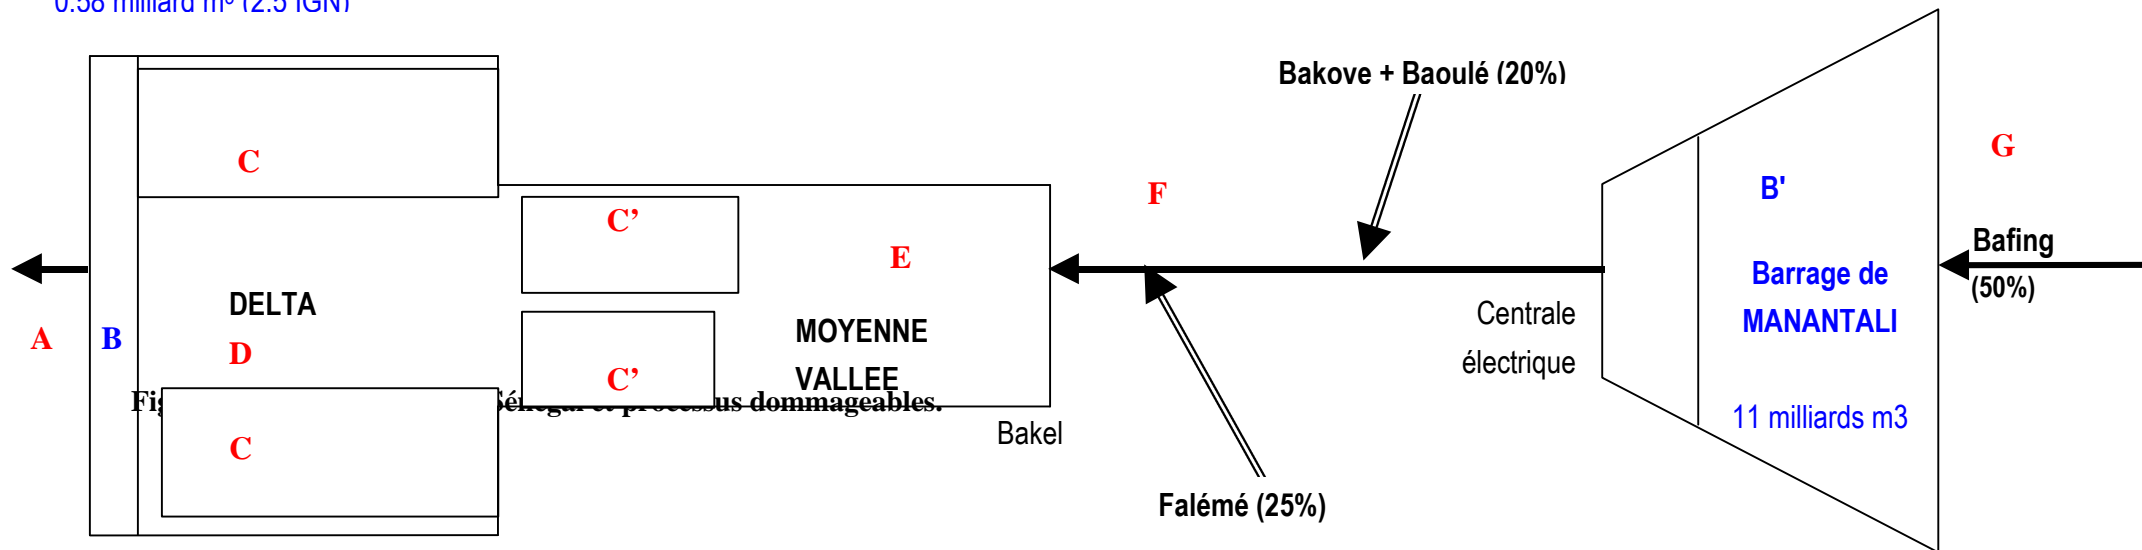 0.58 milliard m³ (2.5 IGN)
Bakove + Baoulé (20%)
C
G
F
B'
C’
Bafing
E
(50%)
Barrage de
MANANTALI
DELTA
Centrale
électrique
MOYENNE
VALLEE
A
B
D
C’
Sénégal et processus dommageables.
11 milliards m3
Bakel
C
Falémé (25%)